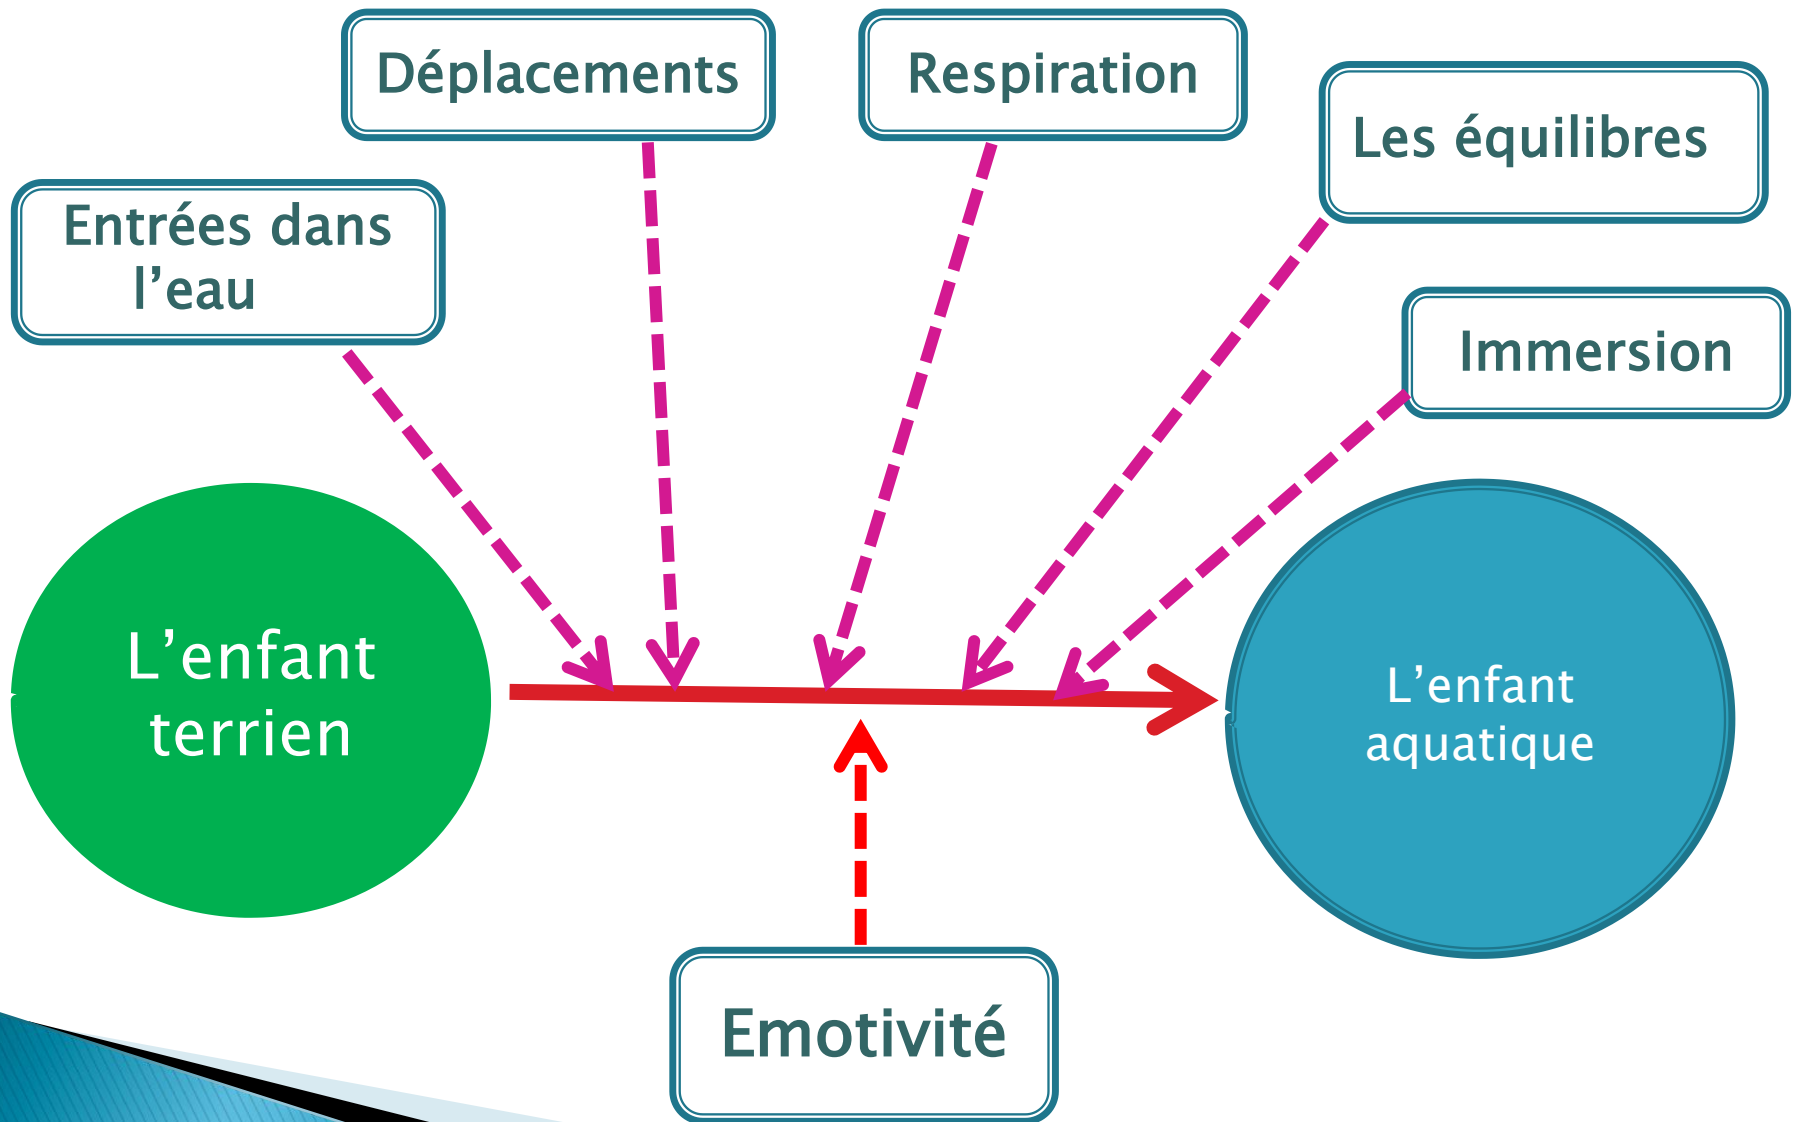 Déplacements
Respiration
Les équilibres
Entrées dans
l’eau
Immersion
L’enfant
terrien
L’enfant
aquatique
Emotivité